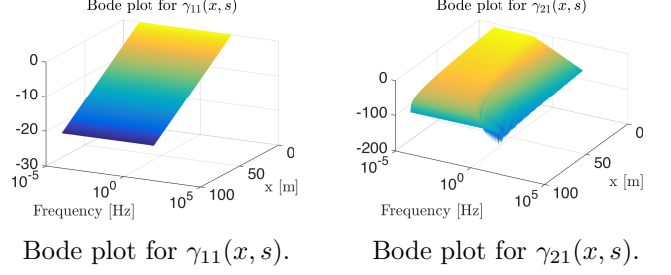 Bode plot for γ₁₁(x, s)
0
-10
-20
-30
10⁻⁵
10⁰
10⁵
Frequency [Hz]
100
50
0
x [m]
Bode plot for γ₁₁(x, s).
Bode plot for γ₂₁(x, s)
0
-100
-200
10⁻⁵
10⁰
10⁵
Frequency [Hz]
100
50
0
x [m]
Bode plot for γ₂₁(x, s).